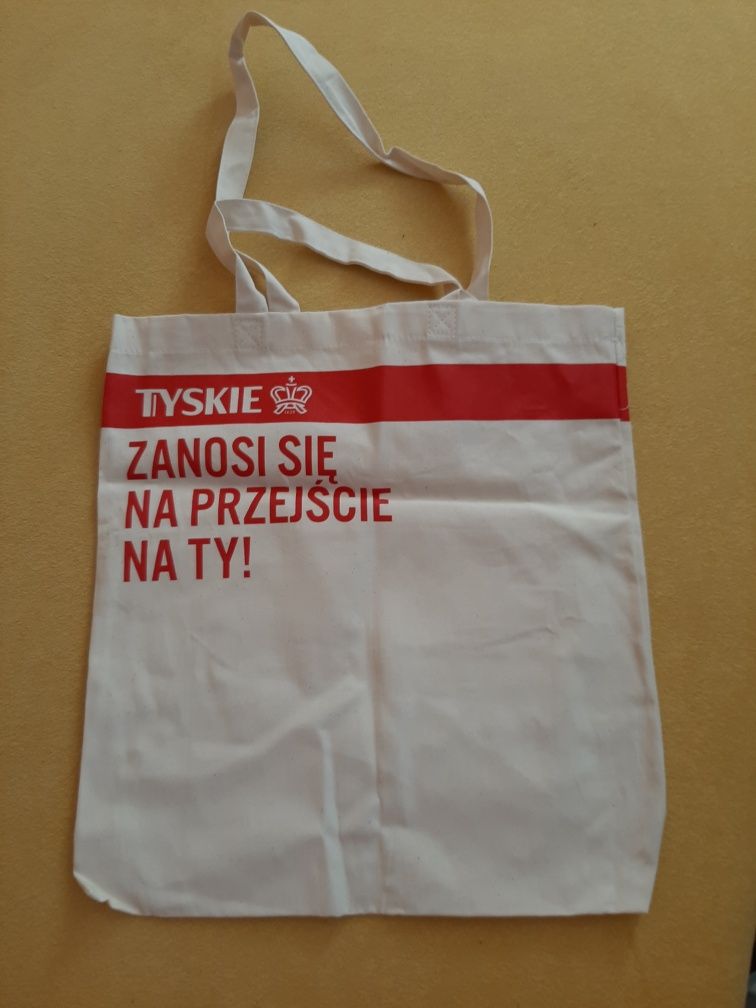 TYSKIE
ZANOSI SIĘ
NA PRZEJŚCIE
NA TY!